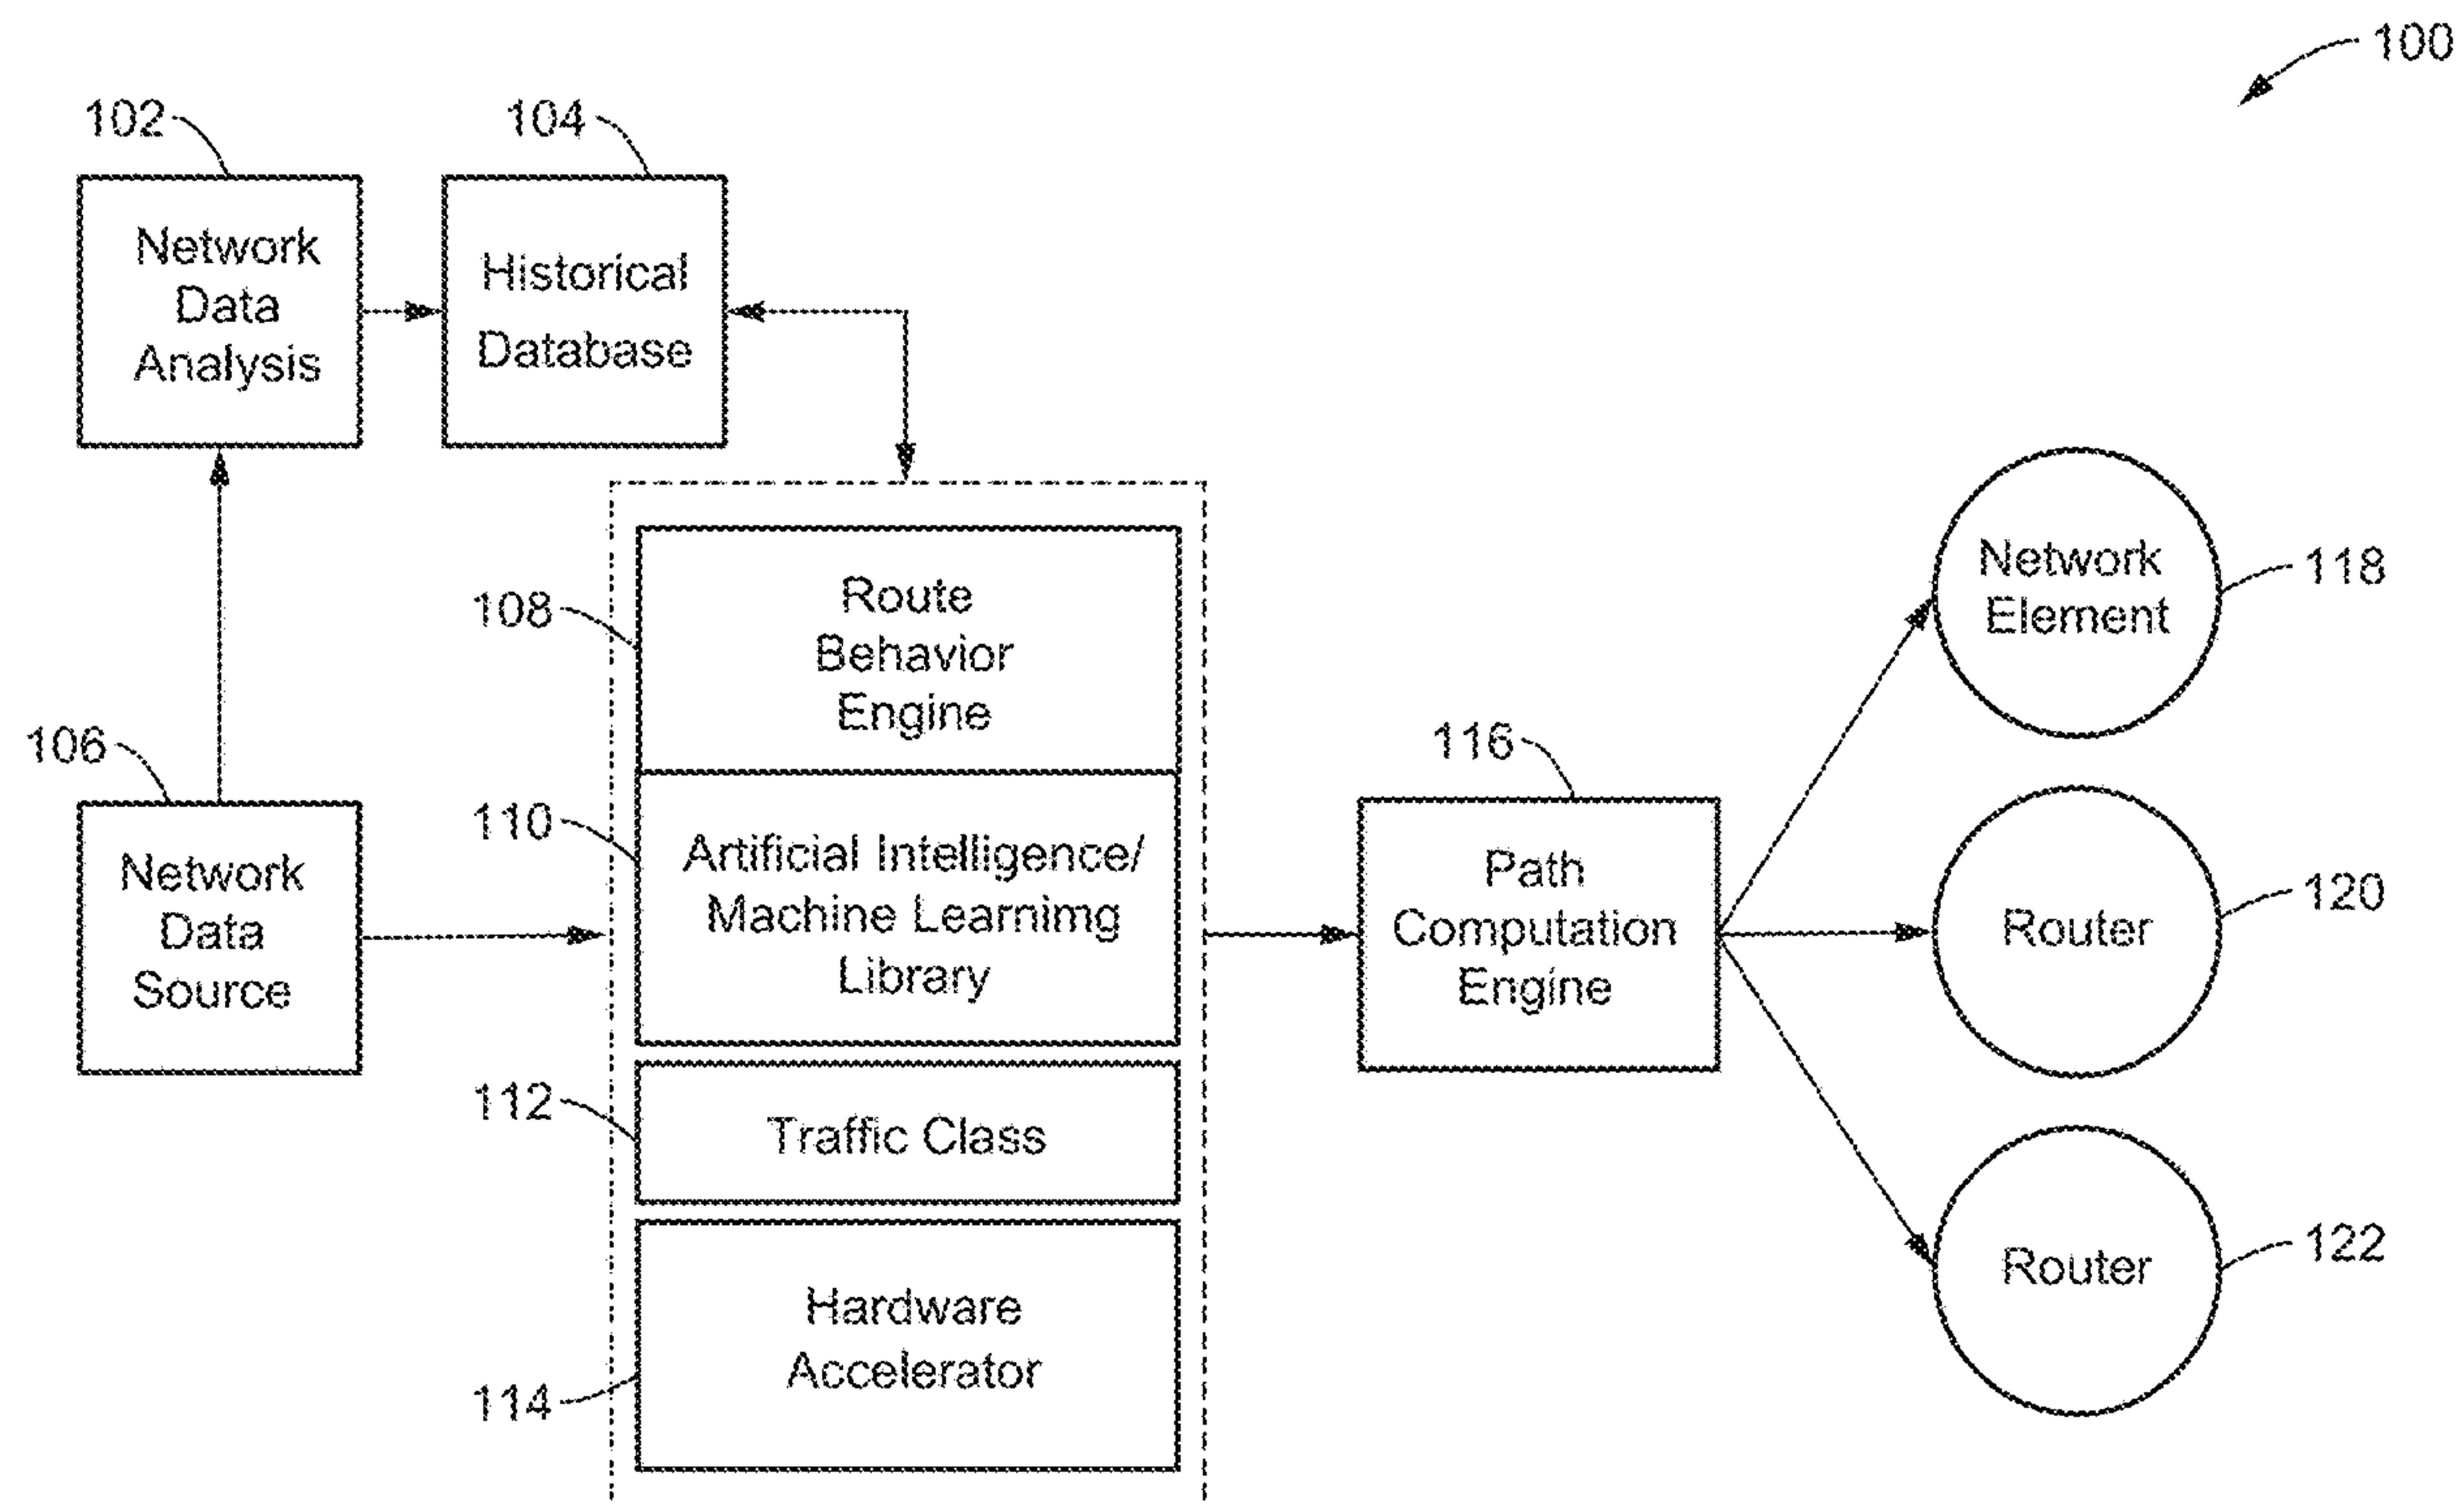 100
102
104
Network
Data
Analysis
Historical
Database
106
Network
Data
Source
108
Route
Behavior
Engine
110
Artificial Intelligence/
Machine Learnimg
Library
112
Traffic Class
114
Hardware
Accelerator
116
Path
Computation
Engine
Network
Element
118
Router
120
Router
122